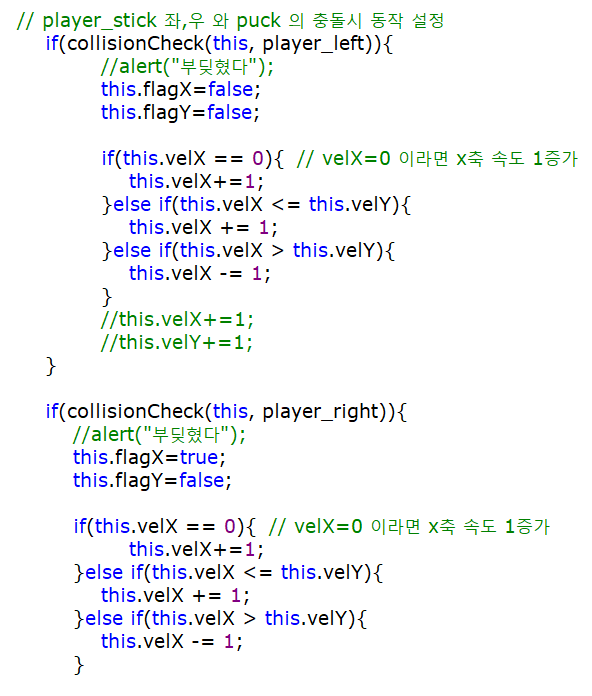 // player_stick 좌,우 와 puck 의 충돌시 동작 설정
if(collisionCheck(this, player_left)){
//alert("부딪혔다");
this.flagX=false;
this.flagY=false;
if(this.velX == 0){ // velX=0 이라면 x축 속도 1증가
this.velX+=1;
}else if(this.velX <= this.velY){
this.velX += 1;
}else if(this.velX > this.velY){
this.velX -= 1;
}
//this.velX+=1;
//this.velY+=1;
}
if(collisionCheck(this, player_right)){
//alert("부딪혔다");
this.flagX=true;
this.flagY=false;
if(this.velX == 0){ // velX=0 이라면 x축 속도 1증가
this.velX+=1;
}else if(this.velX <= this.velY){
this.velX += 1;
}else if(this.velX > this.velY){
this.velX -= 1;
}